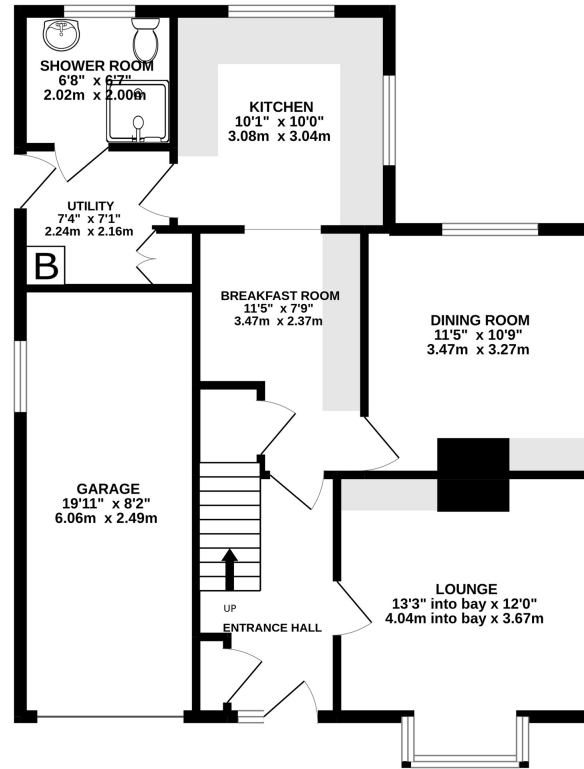 SHOWER ROOM
6'8" x 6'7"
2.02m x 2.00m
KITCHEN
10'1" x 10'0"
3.08m x 3.04m
UTILITY
7'4" x 7'1"
2.24m x 2.16m
B
BREAKFAST ROOM
11'5" x 7'9"
3.47m x 2.37m
DINING ROOM
11'5" x 10'9"
3.47m x 3.27m
GARAGE
19'11" x 8'2"
6.06m x 2.49m
LOUNGE
13'3" into bay x 12'0"
4.04m into bay x 3.67m
UP
ENTRANCE HALL